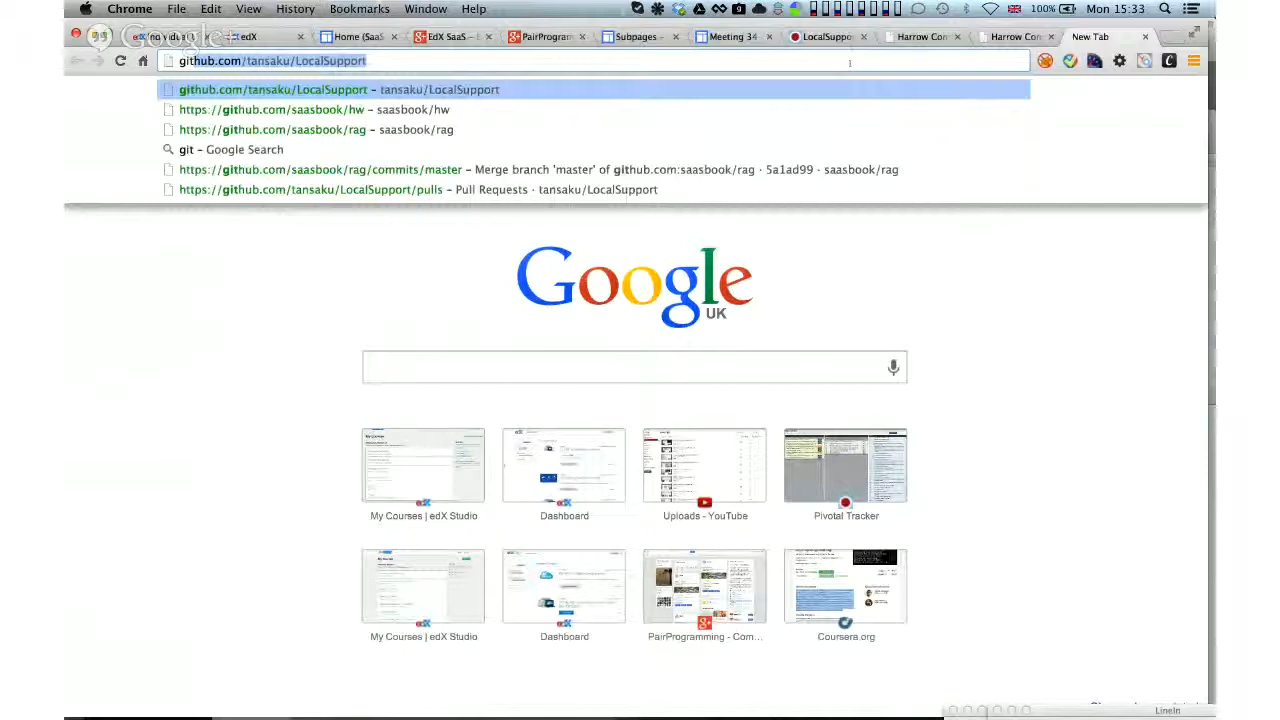 Chrome File Edit View History Bookmarks Window Help 100% Mon 15:33
Google
edX Home (SaaS EdX SaaS – E PairProgram Subpages – Meeting 34 LocalSuppo Harrow Com Harrow Com New Tab
github.com/tansaku/LocalSupport
github.com/tansaku/LocalSupport – tansaku/LocalSupport
https://github.com/saasbook/hw – saasbook/hw
https://github.com/saasbook/rag – saasbook/rag
git – Google Search
https://github.com/saasbook/rag/commits/master – Merge branch 'master' of github.com:saasbook/rag · 5a1ad99 · saasbook/rag
https://github.com/tansaku/LocalSupport/pulls – Pull Requests · tansaku/LocalSupport
Google
UK
My Courses | edX Studio Dashboard Uploads - YouTube Pivotal Tracker
My Courses | edX Studio Dashboard PairProgramming - Com... Coursera.org
LineIn